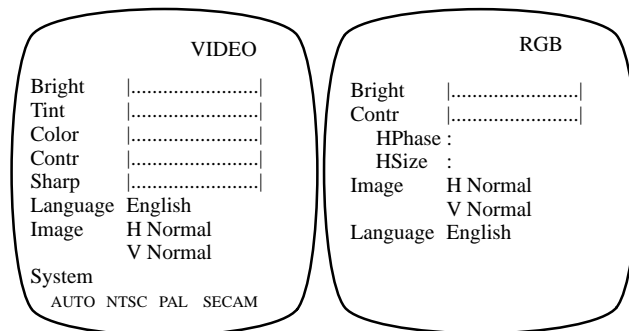 VIDEO
Bright |........................|
Tint |........................|
Color |........................|
Contr |........................|
Sharp |........................|
Language English
Image H Normal
V Normal
System
AUTO NTSC PAL SECAM
RGB
Bright |........................|
Contr |........................|
HPhase :
HSize :
Image H Normal
V Normal
Language English